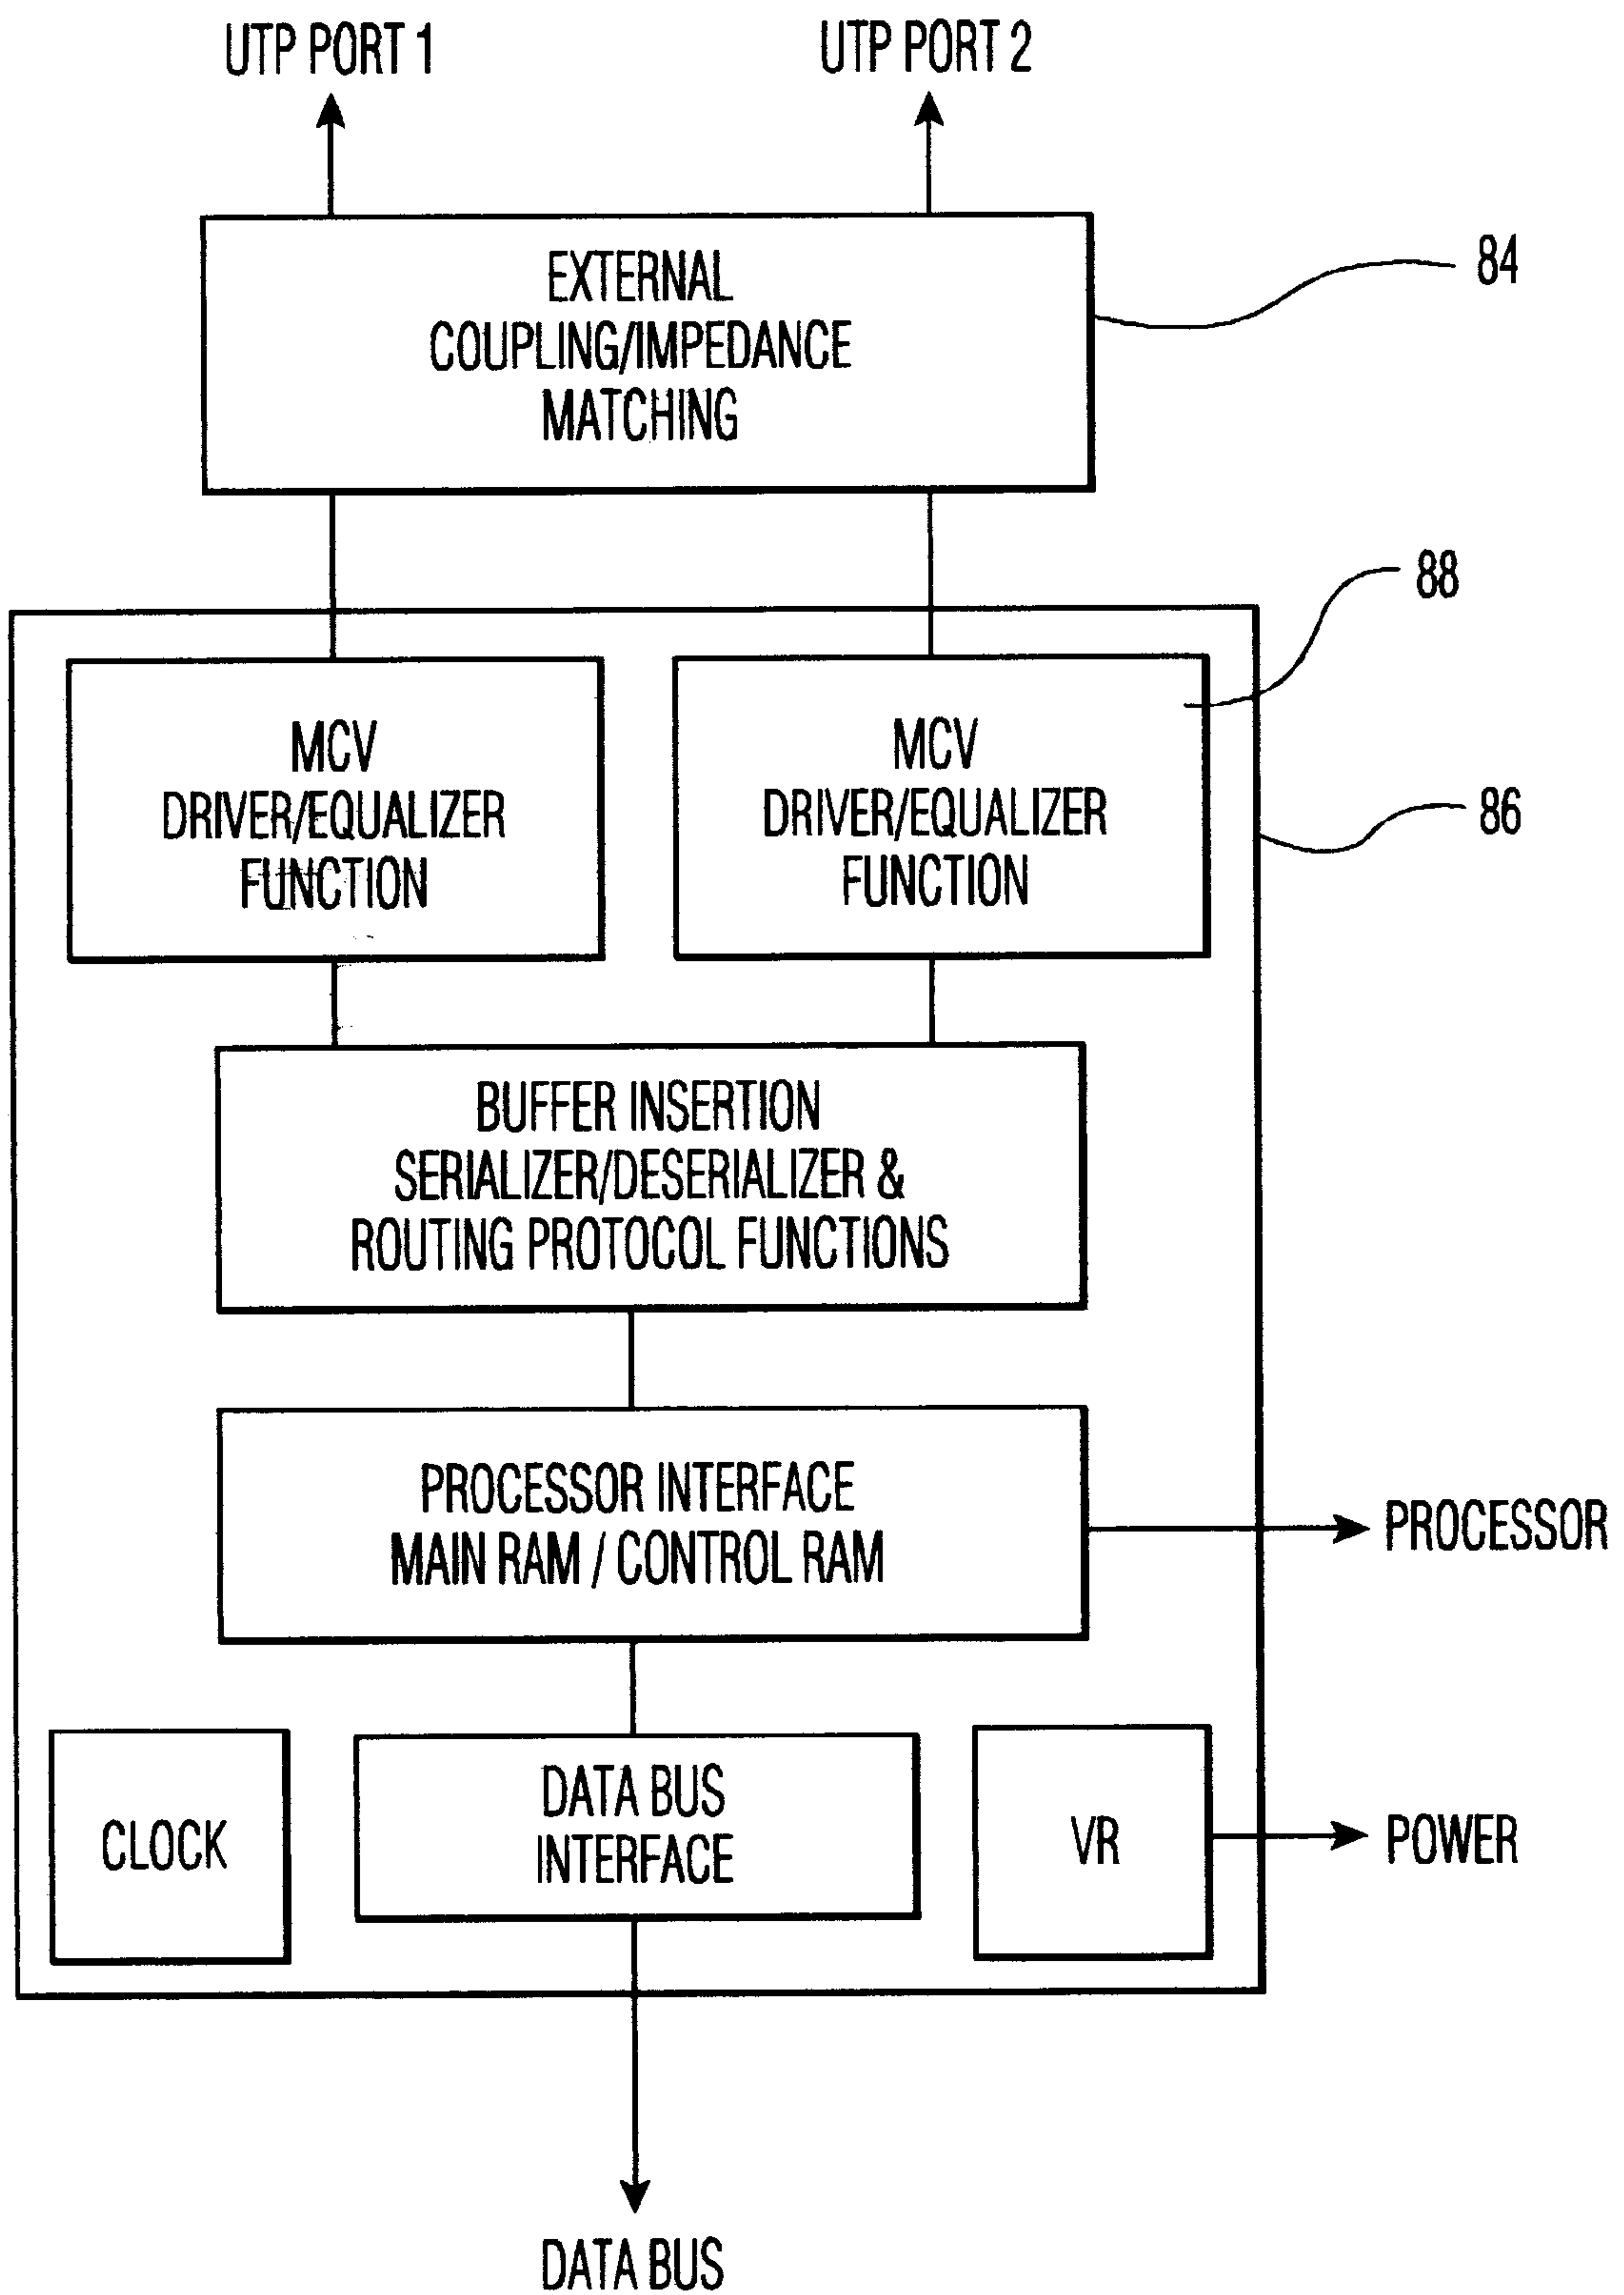 UTP PORT 1
UTP PORT 2
EXTERNAL
COUPLING/IMPEDANCE
MATCHING
84
88
MCV
DRIVER/EQUALIZER
FUNCTION
MCV
DRIVER/EQUALIZER
FUNCTION
86
BUFFER INSERTION
SERIALIZER/DESERIALIZER &
ROUTING PROTOCOL FUNCTIONS
PROCESSOR INTERFACE
MAIN RAM / CONTROL RAM
PROCESSOR
CLOCK
DATA BUS
INTERFACE
VR
POWER
DATA BUS